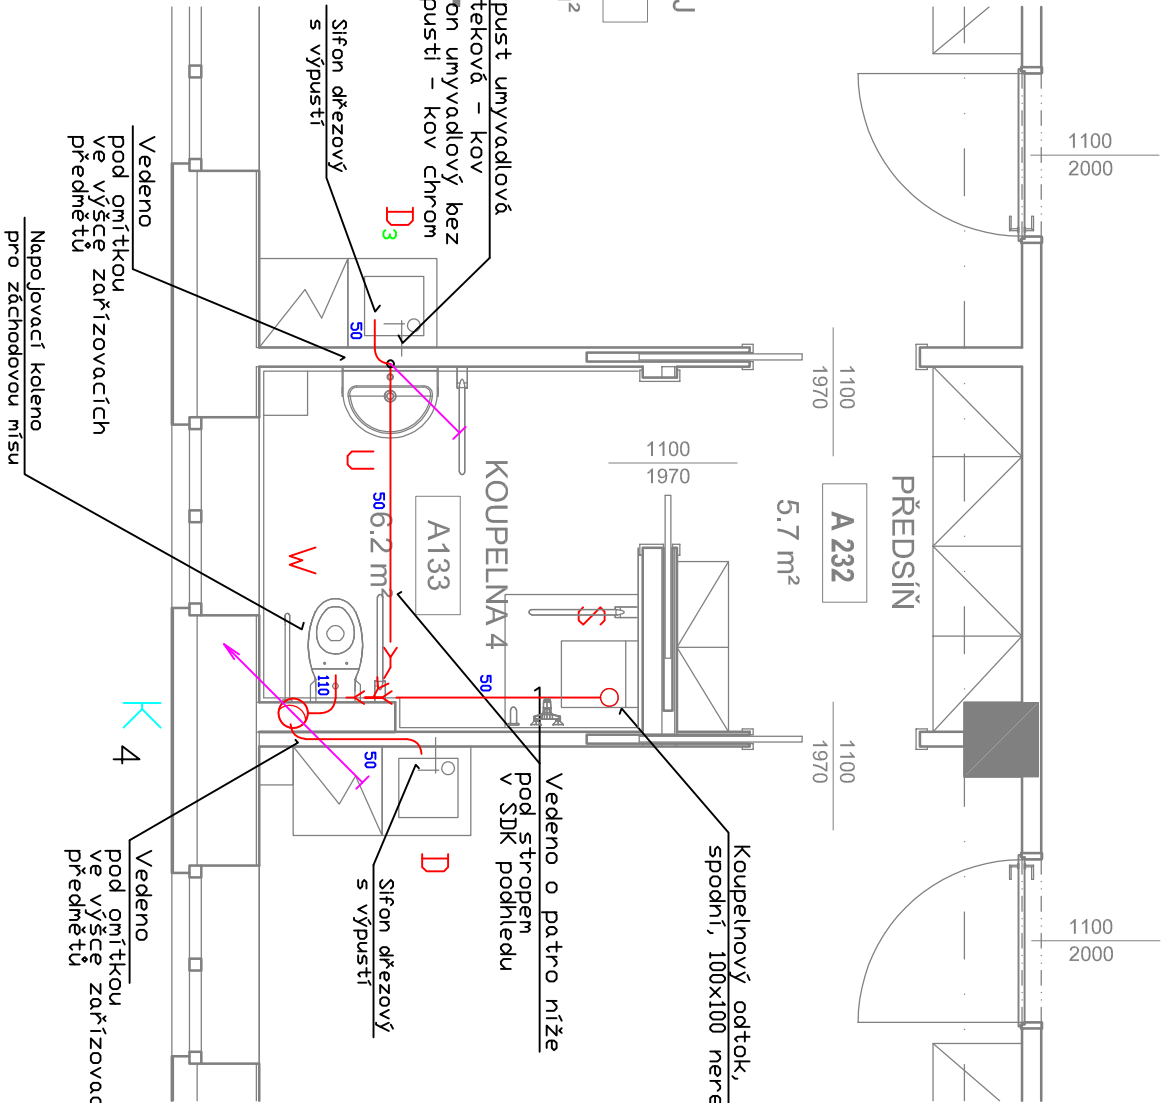 pust umyvadlová
teková - kov
on umyvadlový bez
pusti - kov chrom
Sifon dřezový
s výpustí
Vedeno
pod omítkou
ve výšce zařízovacích
předmětů
Napojovací koleno
pro záchodovou mísu
D3
50
U
50
W
6.2 m²
A133
KOUPELNA 4
S
50
110
50
K 4
D
1100
2000
1100
1970
1100
1970
PŘEDSÍŇ
A 232
5.7 m²
1100
1970
1100
2000
Vedeno o patro níže
pod stropem
v SDK podhledu
Koupelnový odtok,
spodní, 100x100 nere
Sifon dřezový
s výpustí
Vedeno
pod omítkou
ve výšce zařízovac
předmětů